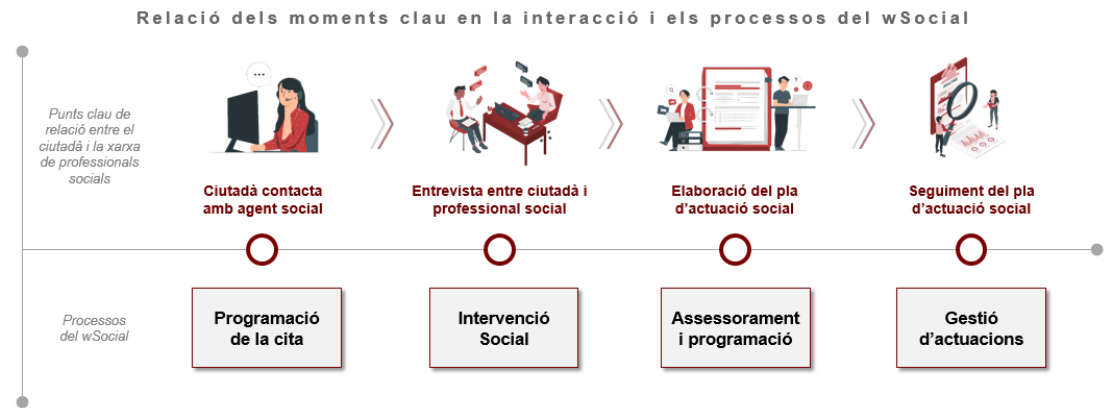 Relació dels moments clau en la interacció i els processos del wSocial
Punts clau de
relació entre el
ciutadà i la xarxa
de professionals
socials
Ciutadà contacta
amb agent social
Entrevista entre ciutadà i
professional social
Elaboració del pla
d’actuació social
Seguiment del pla
d’actuació social
Processos
del wSocial
Programació
de la cita
Intervenció
Social
Assessorament
i programació
Gestió
d’actuacions